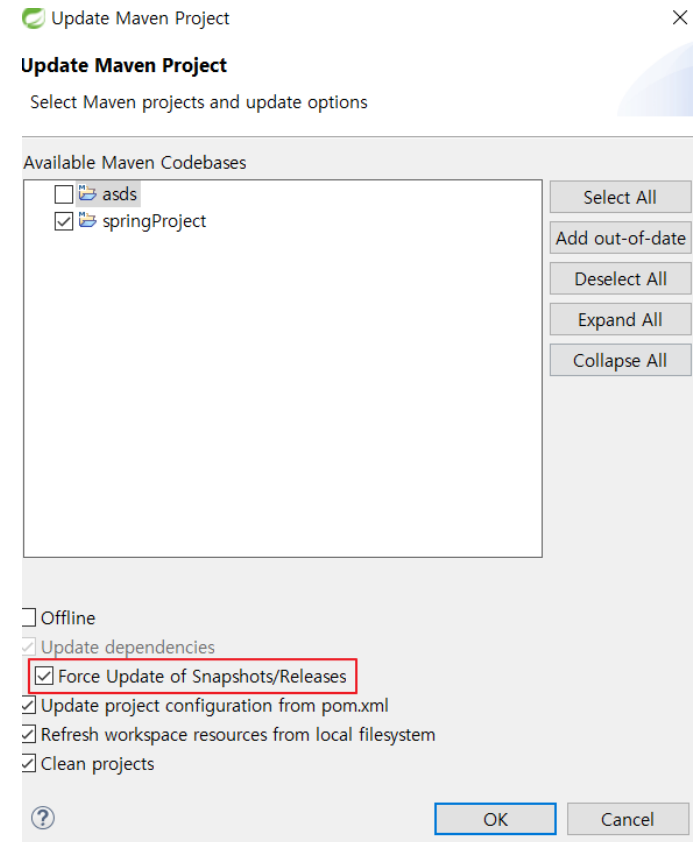 Update Maven Project
Update Maven Project
Select Maven projects and update options
Available Maven Codebases
asds
springProject
Select All
Add out-of-date
Deselect All
Expand All
Collapse All
Offline
Update dependencies
Force Update of Snapshots/Releases
Update project configuration from pom.xml
Refresh workspace resources from local filesystem
Clean projects
?
OK
Cancel